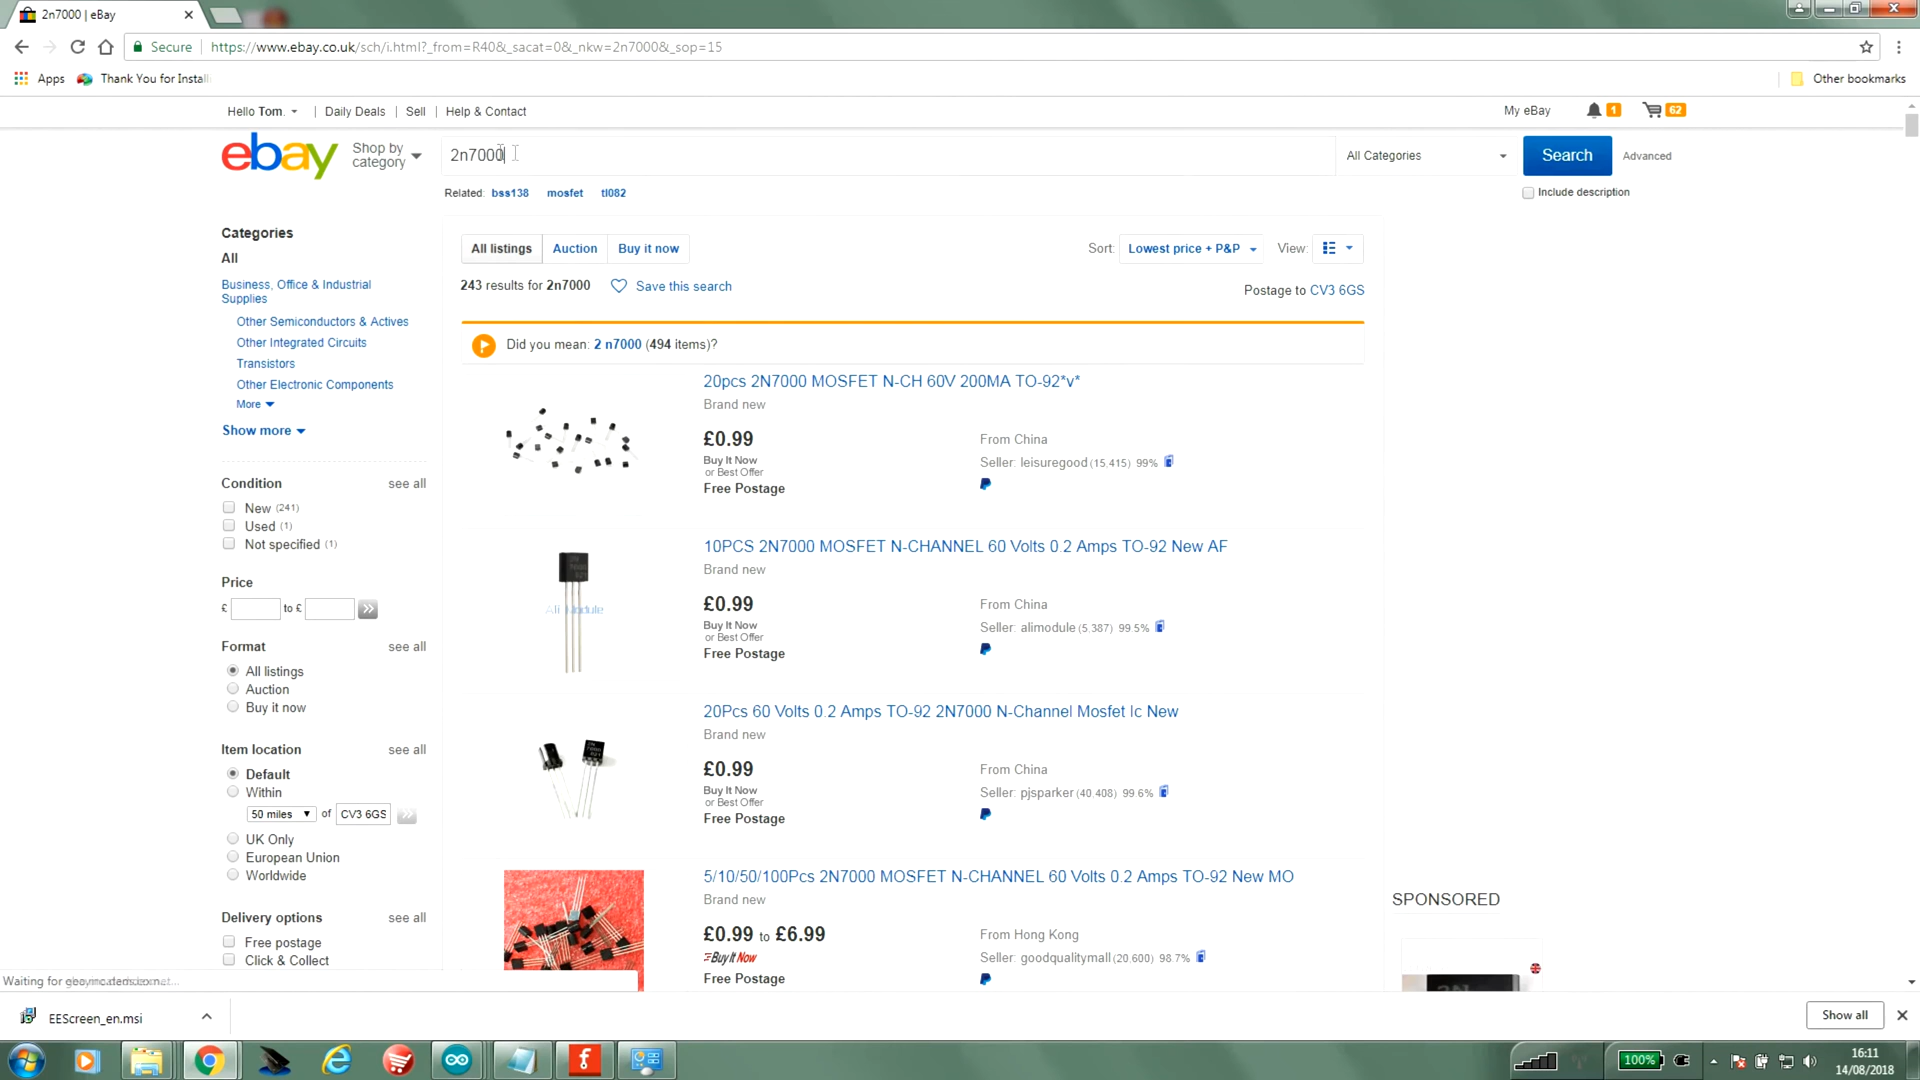 2n7000 | eBay
Secure https://www.ebay.co.uk/sch/i.html?_from=R40&_sacat=0&_nkw=2n7000&_sop=15
Apps Thank You for Install
Other bookmarks
Hello Tom. Daily Deals Sell Help & Contact
My eBay 1 62
ebay Shop by category
2n7000
All Categories Search Advanced
Related: bss138 mosfet tl082
Include description
Categories
All
Business, Office & Industrial
Supplies
Other Semiconductors & Actives
Other Integrated Circuits
Transistors
Other Electronic Components
More
Show more
Condition see all
New (241)
Used (1)
Not specified (1)
Price
£ to £
Format see all
All listings
Auction
Buy it now
Item location see all
Default
Within
50 miles of CV3 6GS
UK Only
European Union
Worldwide
Delivery options see all
Free postage
Click & Collect
All listings Auction Buy it now
Sort: Lowest price + P&P View:
243 results for 2n7000 Save this search
Postage to CV3 6GS
Did you mean: 2 n7000 (494 items)?
20pcs 2N7000 MOSFET N-CH 60V 200MA TO-92*v*
Brand new
£0.99
Buy It Now
or Best Offer
Free Postage
From China
Seller: leisuregood (15,415) 99%
10PCS 2N7000 MOSFET N-CHANNEL 60 Volts 0.2 Amps TO-92 New AF
Brand new
Ali Module
£0.99
Buy It Now
or Best Offer
Free Postage
From China
Seller: alimodule (5,387) 99.5%
20Pcs 60 Volts 0.2 Amps TO-92 2N7000 N-Channel Mosfet Ic New
Brand new
£0.99
Buy It Now
or Best Offer
Free Postage
From China
Seller: pjsparker (40,408) 99.6%
5/10/50/100Pcs 2N7000 MOSFET N-CHANNEL 60 Volts 0.2 Amps TO-92 New MO
Brand new
£0.99 to £6.99
Buy It Now
Free Postage
From Hong Kong
Seller: goodqualitymall (20,600) 98.7%
SPONSORED
Waiting for
EEScreen_en.msi
Show all
100%
16:11
14/08/2018